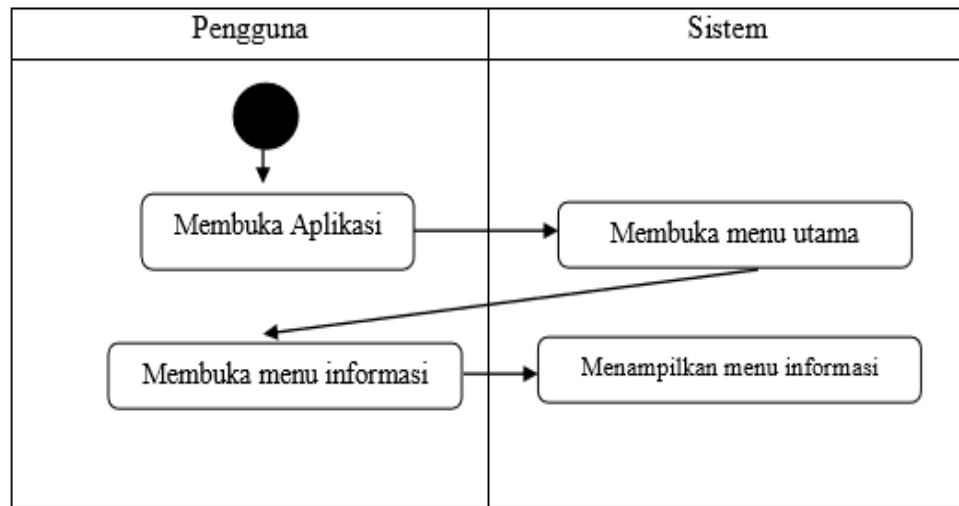 Pengguna
Sistem
Membuka Aplikasi
Membuka menu utama
Membuka menu informasi
Menampilkan menu informasi